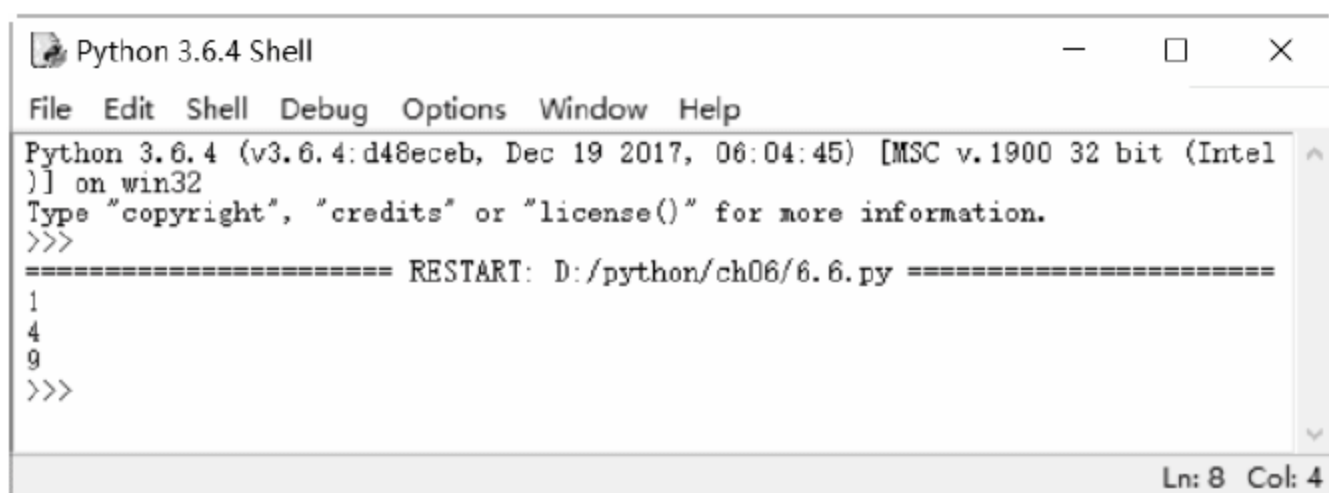 Python 3.6.4 Shell
File Edit Shell Debug Options Window Help
Python 3.6.4 (v3.6.4:d48eceb, Dec 19 2017, 06:04:45) [MSC v.1900 32 bit (Intel
)] on win32
Type "copyright", "credits" or "license()" for more information.
>>>
======================= RESTART: D:/python/ch06/6.6.py =======================
1
4
9
>>>
Ln: 8 Col: 4